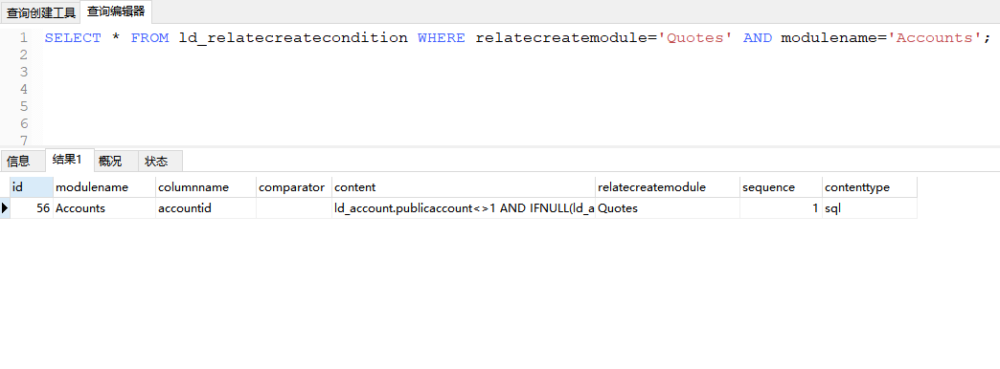 查询创建工具 查询编辑器
1 SELECT * FROM ld_relatecreatecondition WHERE relatecreatemodule='Quotes' AND modulename='Accounts';
2
3
4
5
6
7
信息 结果1 概况 状态
id modulename columnname comparator content relatecreatemodule sequence contenttype
56 Accounts accountid ld_account.publicaccount<>1 AND IFNULL(ld_a Quotes 1 sql